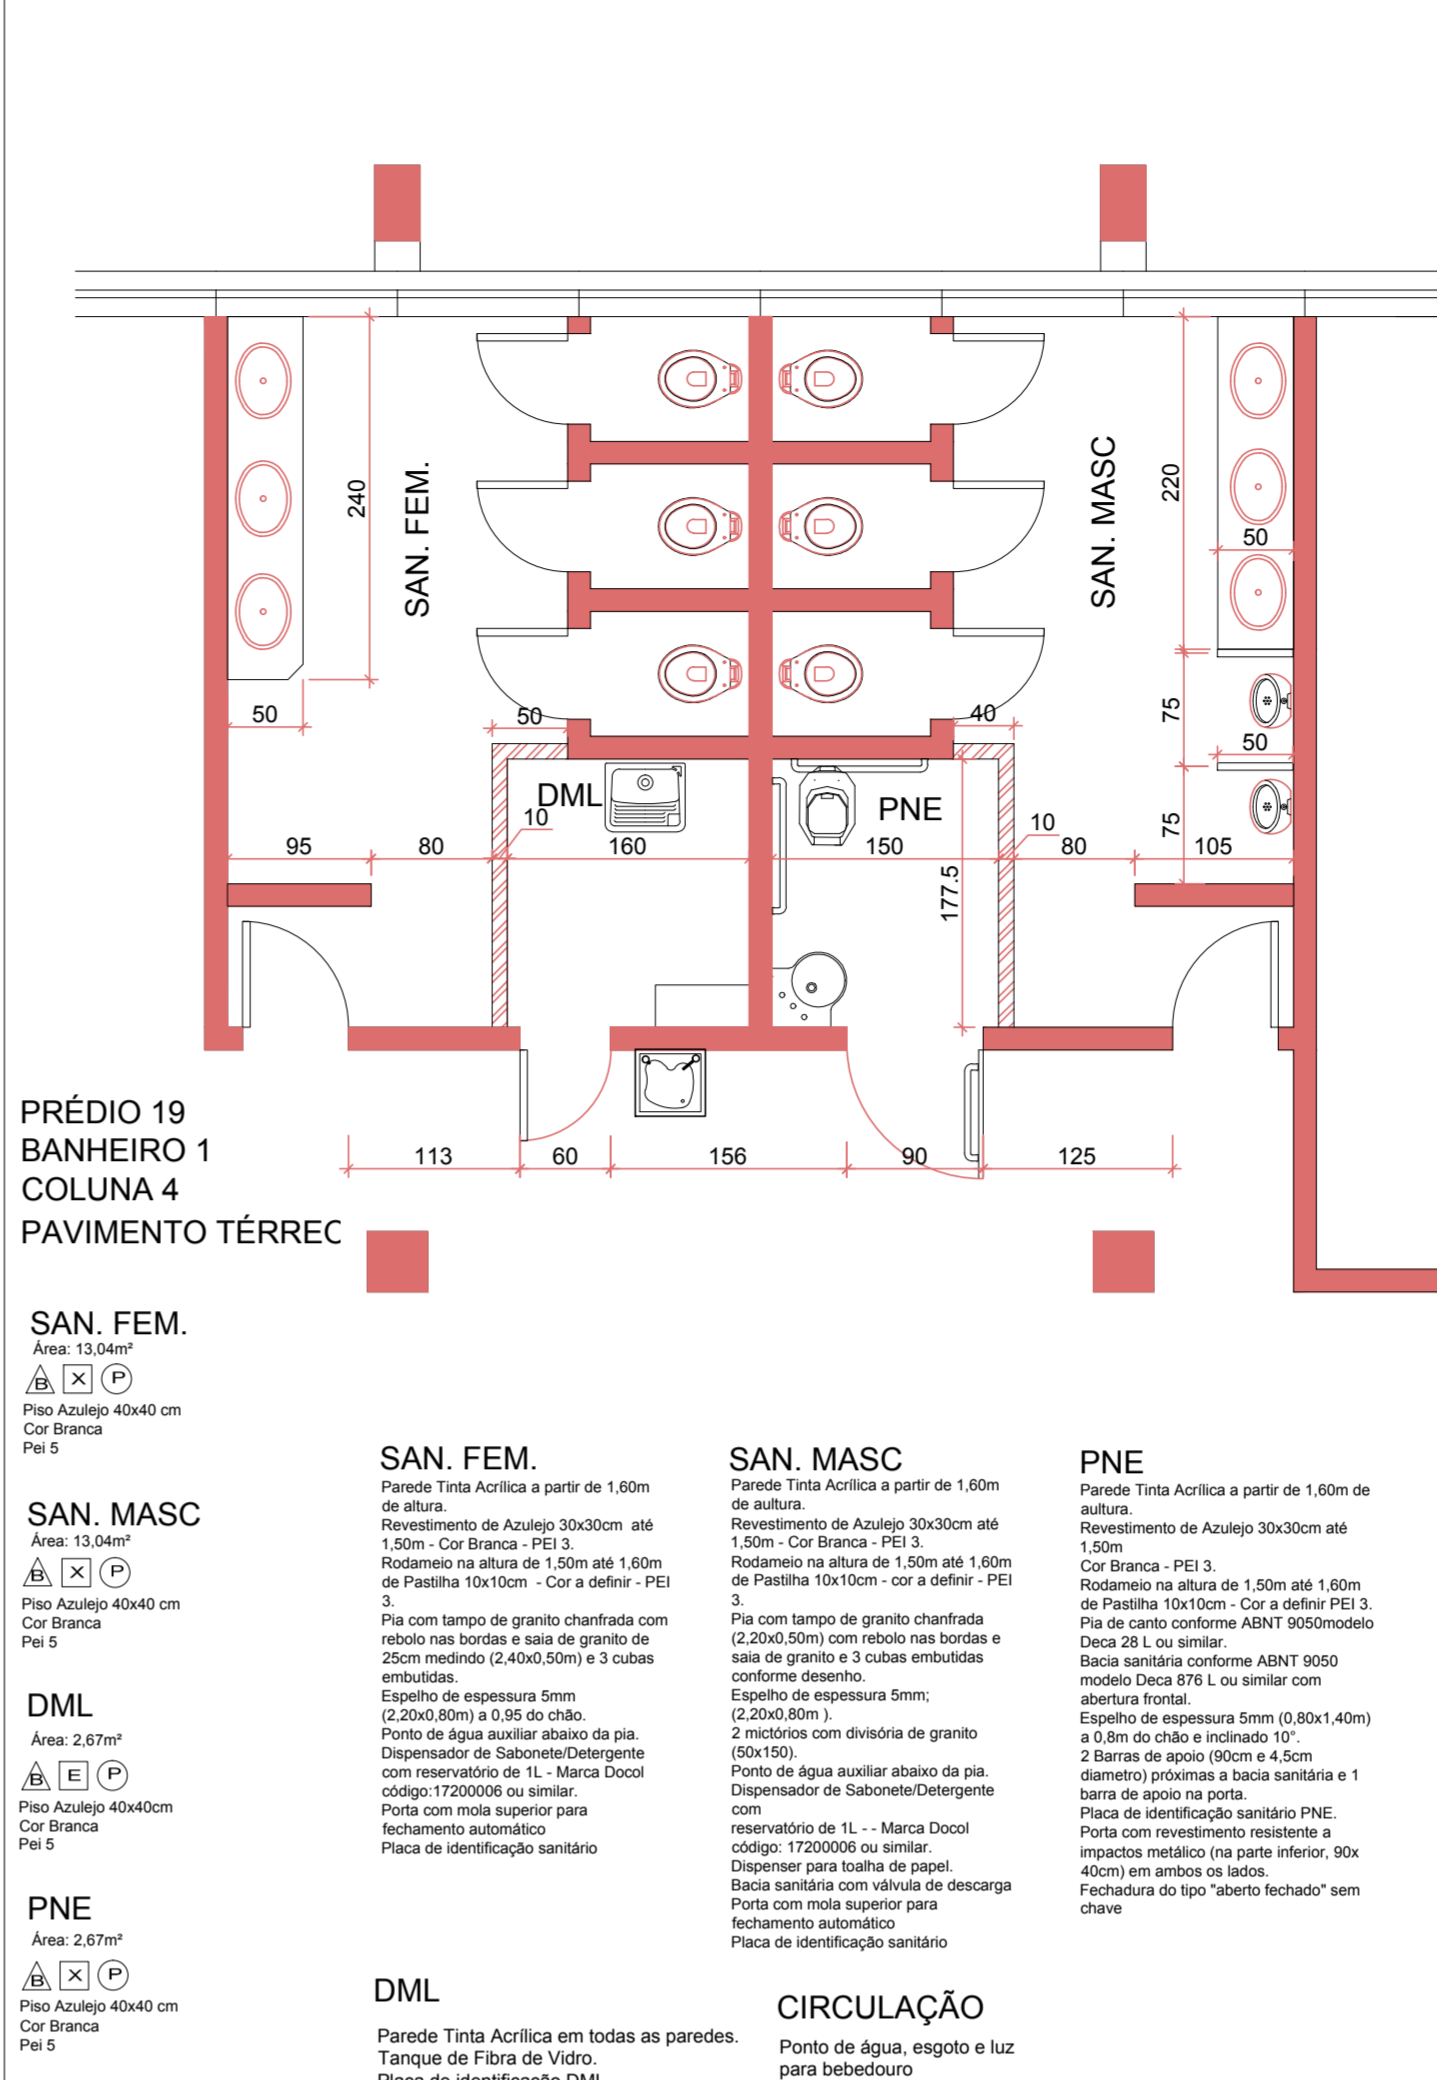 240
SAN. FEM.
SAN. MASC
220
50
50
50
40
75
50
75
DML
PNE
10
10
95
80
160
150
80
105
177.5
113
60
156
90
125
PRÉDIO 19
BANHEIRO 1
COLUNA 4
PAVIMENTO TÉRREO
SAN. FEM.
Área: 13,04m²
B X P
Piso Azulejo 40x40 cm
Cor Branca
Pei 5
SAN. MASC
Área: 13,04m²
B X P
Piso Azulejo 40x40 cm
Cor Branca
Pei 5
DML
Área: 2,67m²
B E P
Piso Azulejo 40x40cm
Cor Branca
Pei 5
PNE
Área: 2,67m²
B X P
Piso Azulejo 40x40 cm
Cor Branca
Pei 5
SAN. FEM.
Parede Tinta Acrílica a partir de 1,60m
de altura.
Revestimento de Azulejo 30x30cm até
1,50m - Cor Branca - PEI 3.
Rodameio na altura de 1,50m até 1,60m
de Pastilha 10x10cm - Cor a definir - PEI
3.
Pia com tampo de granito chanfrada com
rebolo nas bordas e saia de granito de
25cm medindo (2,40x0,50m) e 3 cubas
embutidas.
Espelho de espessura 5mm
(2,20x0,80m) a 0,95 do chão.
Ponto de água auxiliar abaixo da pia.
Dispensador de Sabonete/Detergente
com reservatório de 1L - Marca Docol
código:17200006 ou similar.
Porta com mola superior para
fechamento automático
Placa de identificação sanitário
SAN. MASC
Parede Tinta Acrílica a partir de 1,60m
de aultura.
Revestimento de Azulejo 30x30cm até
1,50m - Cor Branca - PEI 3.
Rodameio na altura de 1,50m até 1,60m
de Pastilha 10x10cm - cor a definir - PEI
3.
Pia com tampo de granito chanfrada
(2,20x0,50m) com rebolo nas bordas e
saia de granito e 3 cubas embutidas
conforme desenho.
Espelho de espessura 5mm;
(2,20x0,80m ).
2 mictórios com divisória de granito
(50x150).
Ponto de água auxiliar abaixo da pia.
Dispensador de Sabonete/Detergente
com
reservatório de 1L - - Marca Docol
código: 17200006 ou similar.
Dispenser para toalha de papel.
Bacia sanitária com válvula de descarga
Porta com mola superior para
fechamento automático
Placa de identificação sanitário
PNE
Parede Tinta Acrílica a partir de 1,60m de
aultura.
Revestimento de Azulejo 30x30cm até
1,50m
Cor Branca - PEI 3.
Rodameio na altura de 1,50m até 1,60m
de Pastilha 10x10cm - Cor a definir PEI 3.
Pia de canto conforme ABNT 9050modelo
Deca 28 L ou similar.
Bacia sanitária conforme ABNT 9050
modelo Deca 876 L ou similar com
abertura frontal.
Espelho de espessura 5mm (0,80x1,40m)
a 0,8m do chão e inclinado 10°.
2 Barras de apoio (90cm e 4,5cm
diametro) próximas a bacia sanitária e 1
barra de apoio na porta.
Placa de identificação sanitário PNE.
Porta com revestimento resistente a
impactos metálico (na parte inferior, 90x
40cm) em ambos os lados.
Fechadura do tipo "aberto fechado" sem
chave
DML
Parede Tinta Acrílica em todas as paredes.
Tanque de Fibra de Vidro.
Placa de identificação DML
CIRCULAÇÃO
Ponto de água, esgoto e luz
para bebedouro